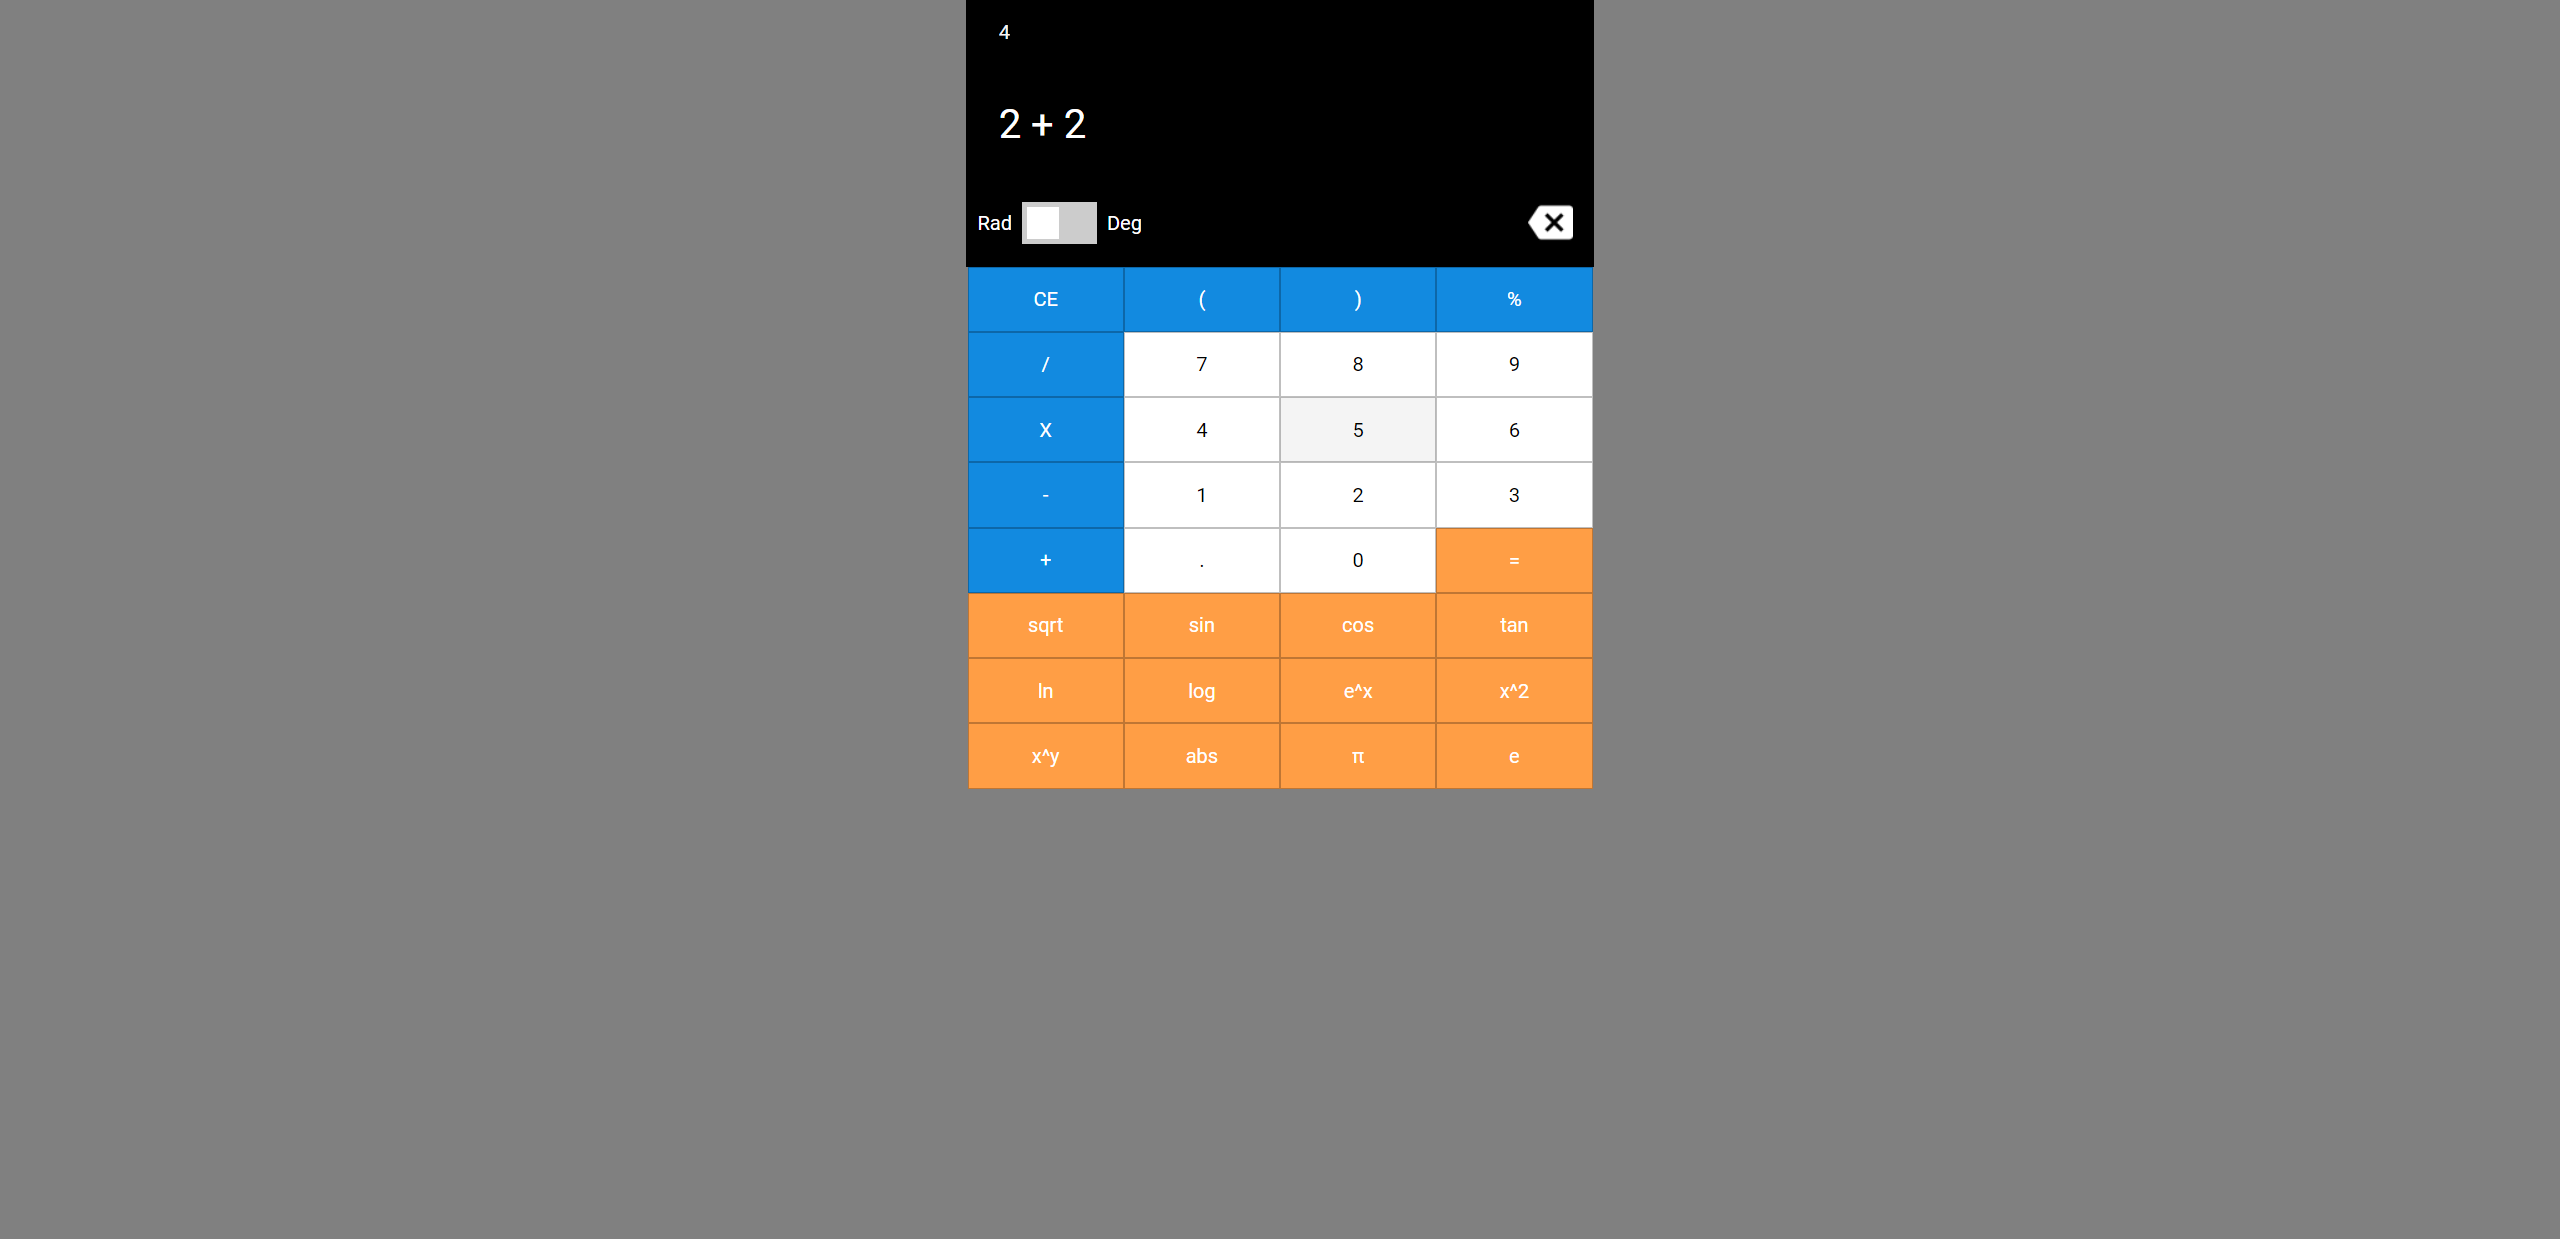 4
2 + 2
Rad Deg
CE ( ) %
/ 7 8 9
X 4 5 6
- 1 2 3
+ . 0 =
sqrt sin cos tan
ln log e^x x^2
x^y abs π e